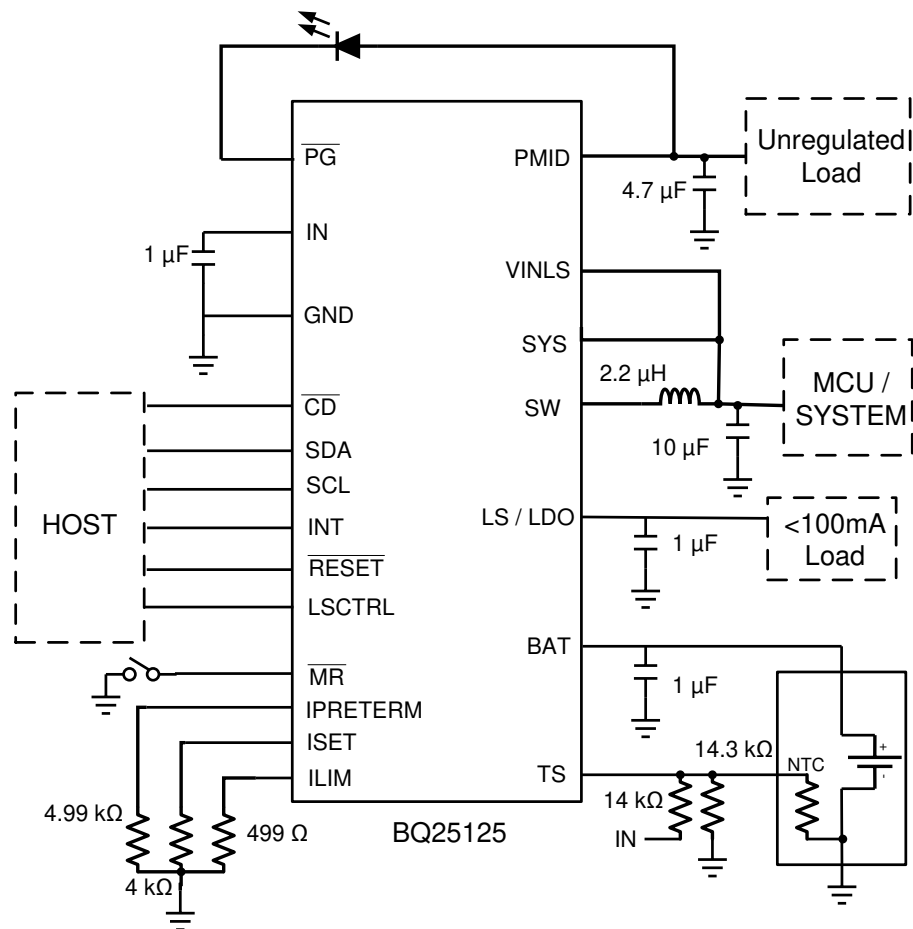 PG
PMID
Unregulated
Load
4.7 µF
IN
1 µF
VINLS
GND
SYS
2.2 µH
MCU /
SYSTEM
CD
SW
10 µF
SDA
SCL
HOST
INT
LS / LDO
<100mA
Load
1 µF
RESET
LSCTRL
BAT
MR
1 µF
IPRETERM
ISET
14.3 kΩ
ILIM
TS
NTC
+
-
4.99 kΩ
499 Ω
14 kΩ
BQ25125
IN
4 kΩ